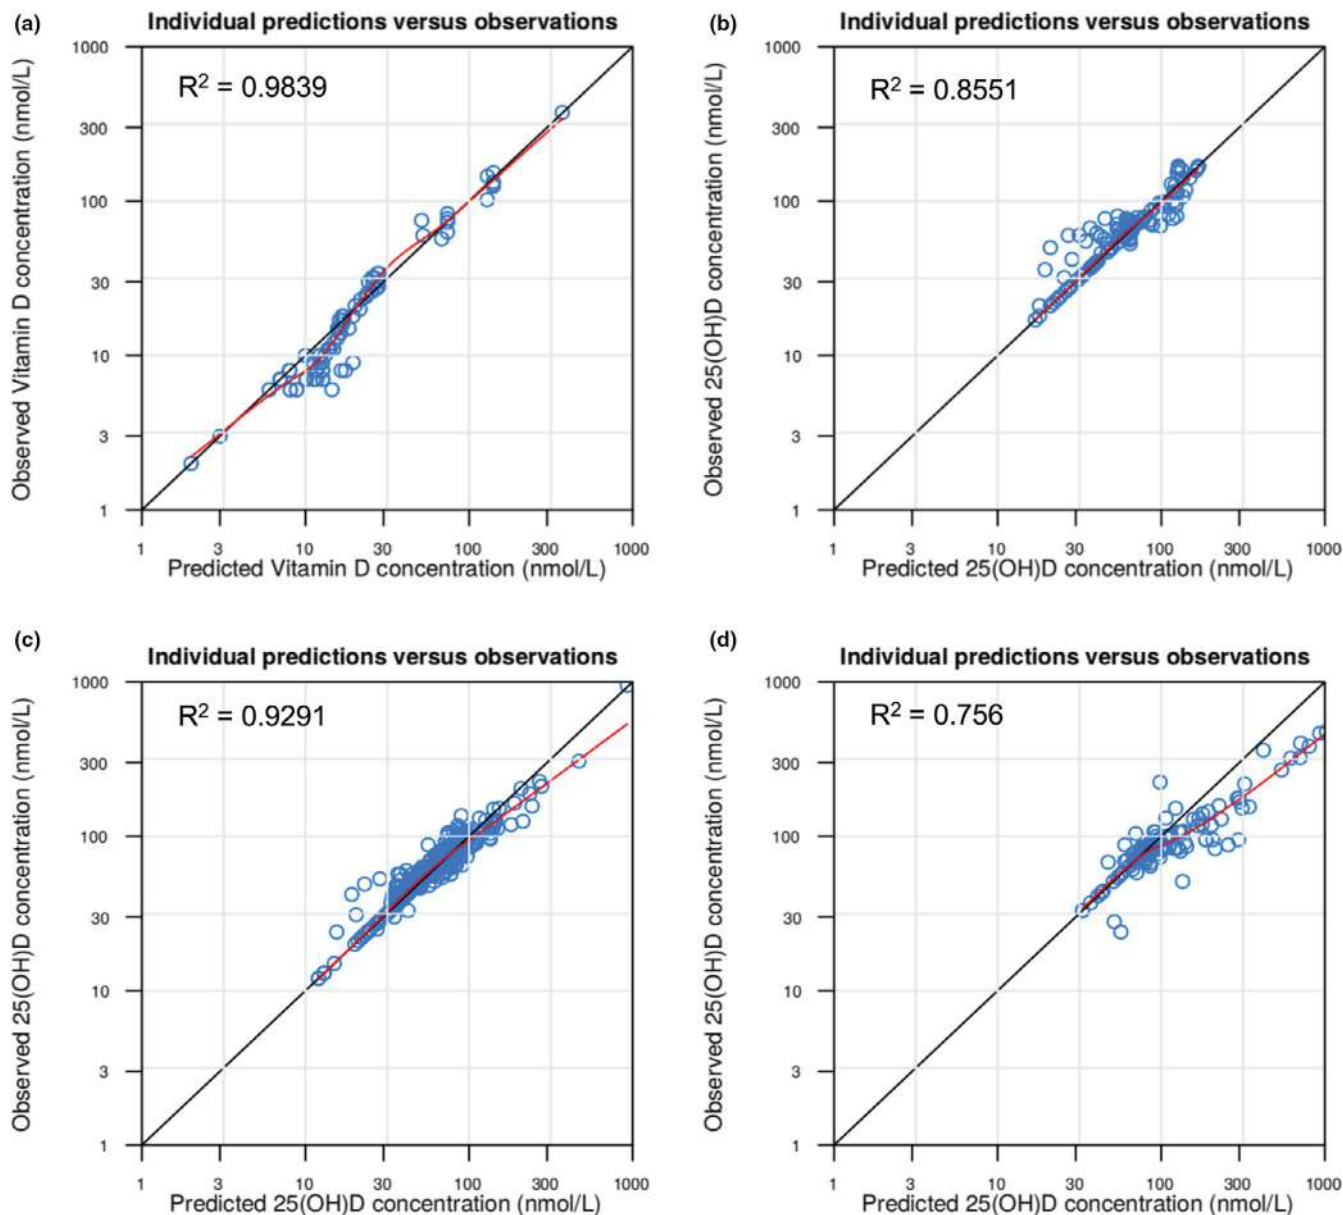 (a)
Individual predictions versus observations
R² = 0.9839
Observed Vitamin D concentration (nmol/L)
1000
300
100
30
10
3
1
1 3 10 30 100 300 1000
Predicted Vitamin D concentration (nmol/L)
(b)
Individual predictions versus observations
R² = 0.8551
Observed 25(OH)D concentration (nmol/L)
1000
300
100
30
10
3
1
1 3 10 30 100 300 1000
Predicted 25(OH)D concentration (nmol/L)
(c)
Individual predictions versus observations
R² = 0.9291
Observed 25(OH)D concentration (nmol/L)
1000
300
100
30
10
3
1
1 3 10 30 100 300 1000
Predicted 25(OH)D concentration (nmol/L)
(d)
Individual predictions versus observations
R² = 0.756
Observed 25(OH)D concentration (nmol/L)
1000
300
100
30
10
3
1
1 3 10 30 100 300 1000
Predicted 25(OH)D concentration (nmol/L)